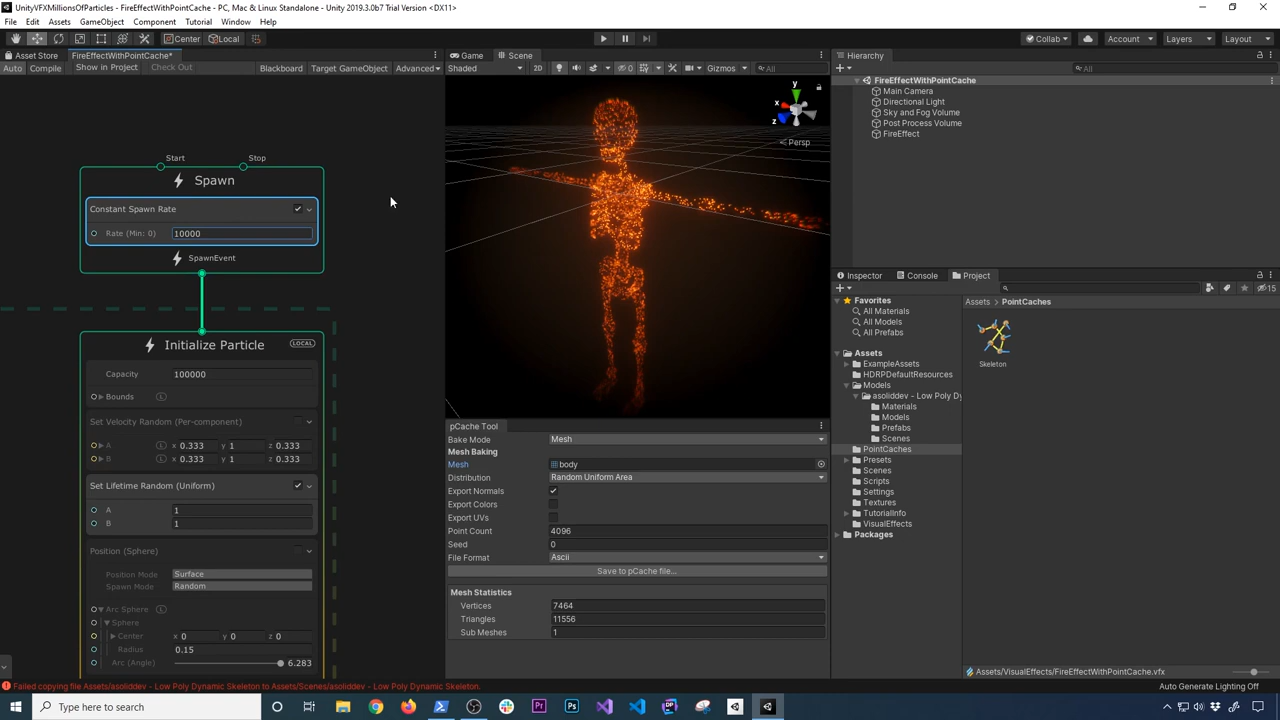 UnityVFXMillionsOfParticles - FireEffectWithPointCache - PC, Mac & Linux Standalone - Unity 2019.3.0b7 Trial Version <DX11>
File Edit Assets GameObject Component Tutorial Window Help
Center Local
Collab Account Layers Layout
Asset Store FireEffectWithPointCache*
Auto Compile Show in Project Check Out Blackboard Target GameObject Advanced
Start Stop
Spawn
Constant Spawn Rate
Rate (Min: 0) 10000
SpawnEvent
Initialize Particle LOCAL
Capacity 100000
Bounds L
Set Velocity Random (Per-component)
A L x 0.333 y 1 z 0.333
B L x 0.333 y 1 z 0.333
Set Lifetime Random (Uniform)
A 1
B 1
Position (Sphere)
Position Mode Surface
Spawn Mode Random
Arc Sphere L
Sphere
Center x 0 y 0 z 0
Radius 0.15
Arc (Angle) 6.283
Game Scene
Shaded 2D 0 Gizmos All
y
x
z
Persp
pCache Tool
Bake Mode Mesh
Mesh Baking
Mesh body
Distribution Random Uniform Area
Export Normals
Export Colors
Export UVs
Point Count 4096
Seed 0
File Format Ascii
Save to pCache file...
Mesh Statistics
Vertices 7464
Triangles 11556
Sub Meshes 1
Hierarchy
All
FireEffectWithPointCache
Main Camera
Directional Light
Sky and Fog Volume
Post Process Volume
FireEffect
Inspector Console Project
15
Favorites
All Materials
All Models
All Prefabs
Assets
ExampleAssets
HDRPDefaultResources
Models
asoliddev - Low Poly Dy
Materials
Models
Prefabs
Scenes
PointCaches
Presets
Scenes
Scripts
Settings
Textures
TutorialInfo
VisualEffects
Packages
Assets PointCaches
Skeleton
Assets/VisualEffects/FireEffectWithPointCache.vfx
Failed copying file Assets/asoliddev - Low Poly Dynamic Skeleton to Assets/Scenes/asoliddev - Low Poly Dynamic Skeleton.
Auto Generate Lighting Off
Type here to search
Pr Ps DP